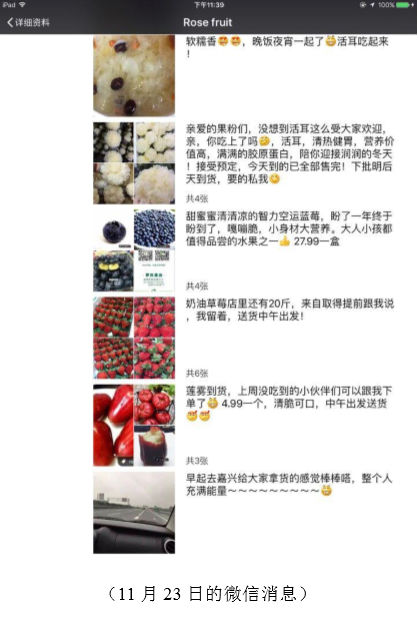 iPad
下午11:39
100%
详细资料
Rose fruit
软糯香，晚饭夜宵一起了活耳吃起来
！
亲爱的果粉们，没想到活耳这么受大家欢迎，
亲，你吃上了吗，活耳，清热健胃，营养价
值高，满满的胶原蛋白，陪你迎接润润的冬天
！接受预定，今天到的已全部售完！下批明后
天到货，要的私我
共4张
甜蜜蜜清清凉的智力空运蓝莓，盼了一年终于
盼到了，嘎嘣脆，小身材大营养。大人小孩都
值得品尝的水果之一 27.99一盒
共4张
奶油草莓店里还有20斤，来自取得提前跟我说
，我留着，送货中午出发！
共6张
莲雾到货，上周没吃到的小伙伴们可以跟我下
单了 4.99一个，清脆可口，中午出发送货
共3张
早起去嘉兴给大家拿货的感觉棒棒嗒，整个人
充满能量～～～～～～～～～
（11 月 23 日的微信消息）